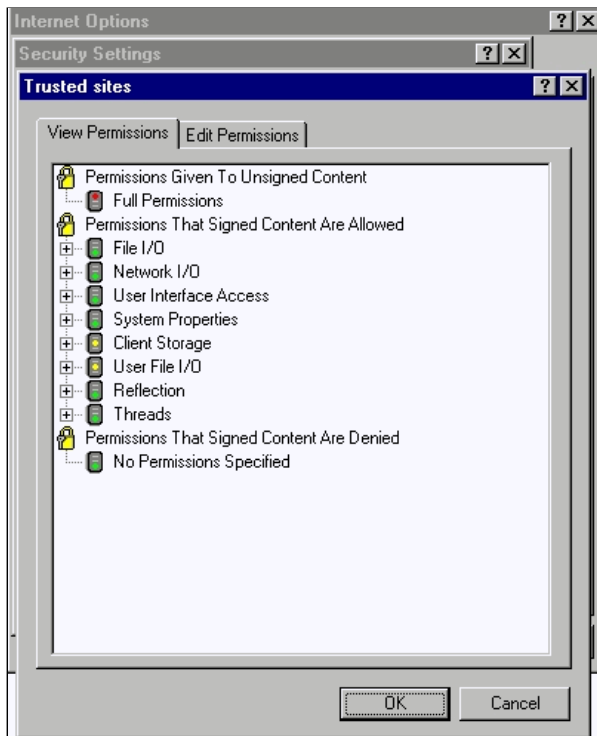 Internet Options
Security Settings
Trusted sites
View Permissions Edit Permissions
Permissions Given To Unsigned Content
Full Permissions
Permissions That Signed Content Are Allowed
File I/O
Network I/O
User Interface Access
System Properties
Client Storage
User File I/O
Reflection
Threads
Permissions That Signed Content Are Denied
No Permissions Specified
OK Cancel